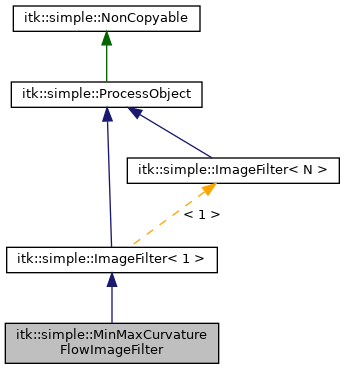 itk::simple::NonCopyable
itk::simple::ProcessObject
itk::simple::ImageFilter< N >
< 1 >
itk::simple::ImageFilter< 1 >
itk::simple::MinMaxCurvature
FlowImageFilter